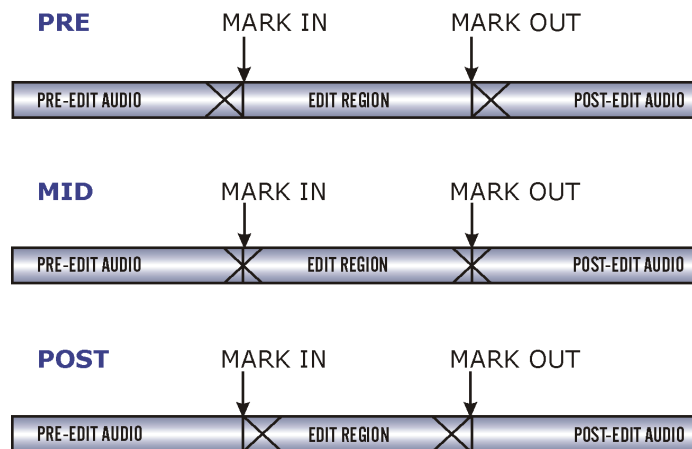 PRE MARK IN MARK OUT
PRE-EDIT AUDIO EDIT REGION POST-EDIT AUDIO
MID MARK IN MARK OUT
PRE-EDIT AUDIO EDIT REGION POST-EDIT AUDIO
POST MARK IN MARK OUT
PRE-EDIT AUDIO EDIT REGION POST-EDIT AUDIO